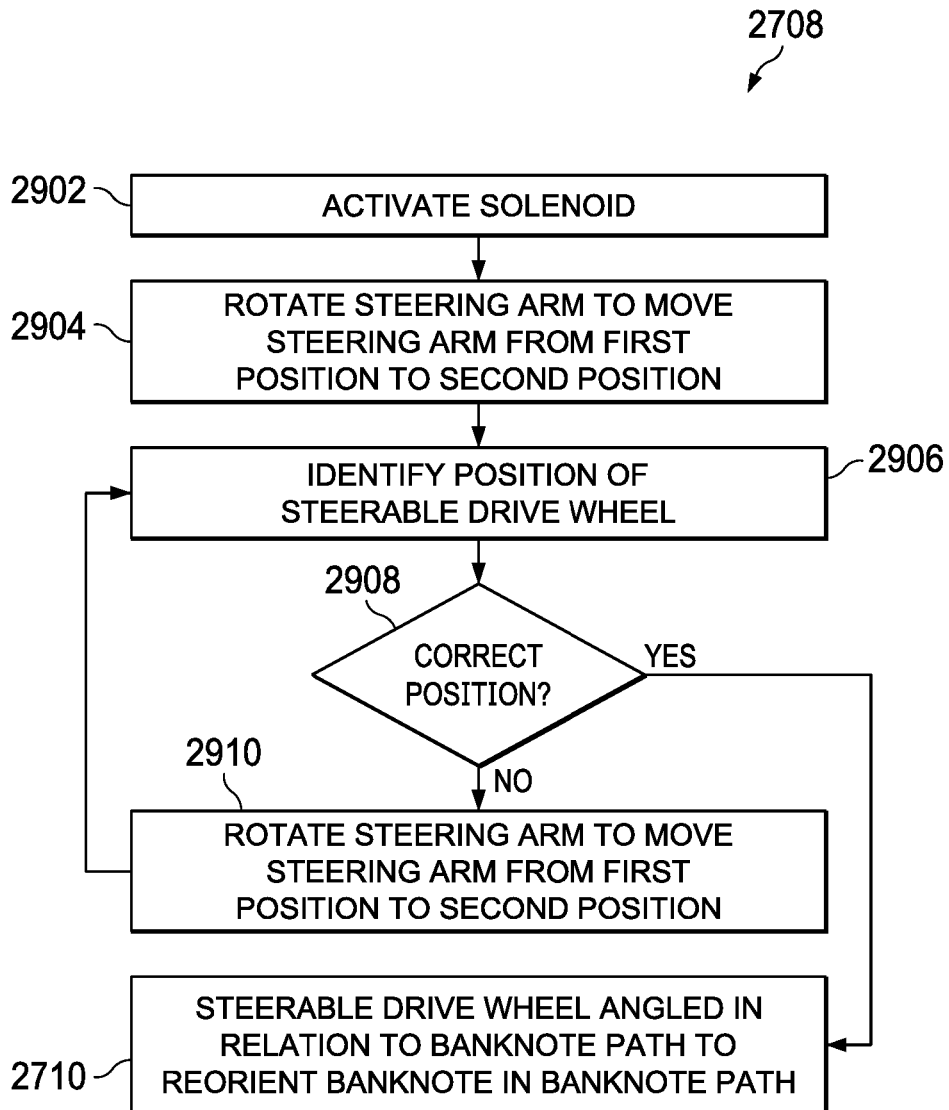 2708
2902
ACTIVATE SOLENOID
2904
ROTATE STEERING ARM TO MOVE
STEERING ARM FROM FIRST
POSITION TO SECOND POSITION
2906
IDENTIFY POSITION OF
STEERABLE DRIVE WHEEL
2908
CORRECT
POSITION?
YES
NO
2910
ROTATE STEERING ARM TO MOVE
STEERING ARM FROM FIRST
POSITION TO SECOND POSITION
2710
STEERABLE DRIVE WHEEL ANGLED IN
RELATION TO BANKNOTE PATH TO
REORIENT BANKNOTE IN BANKNOTE PATH